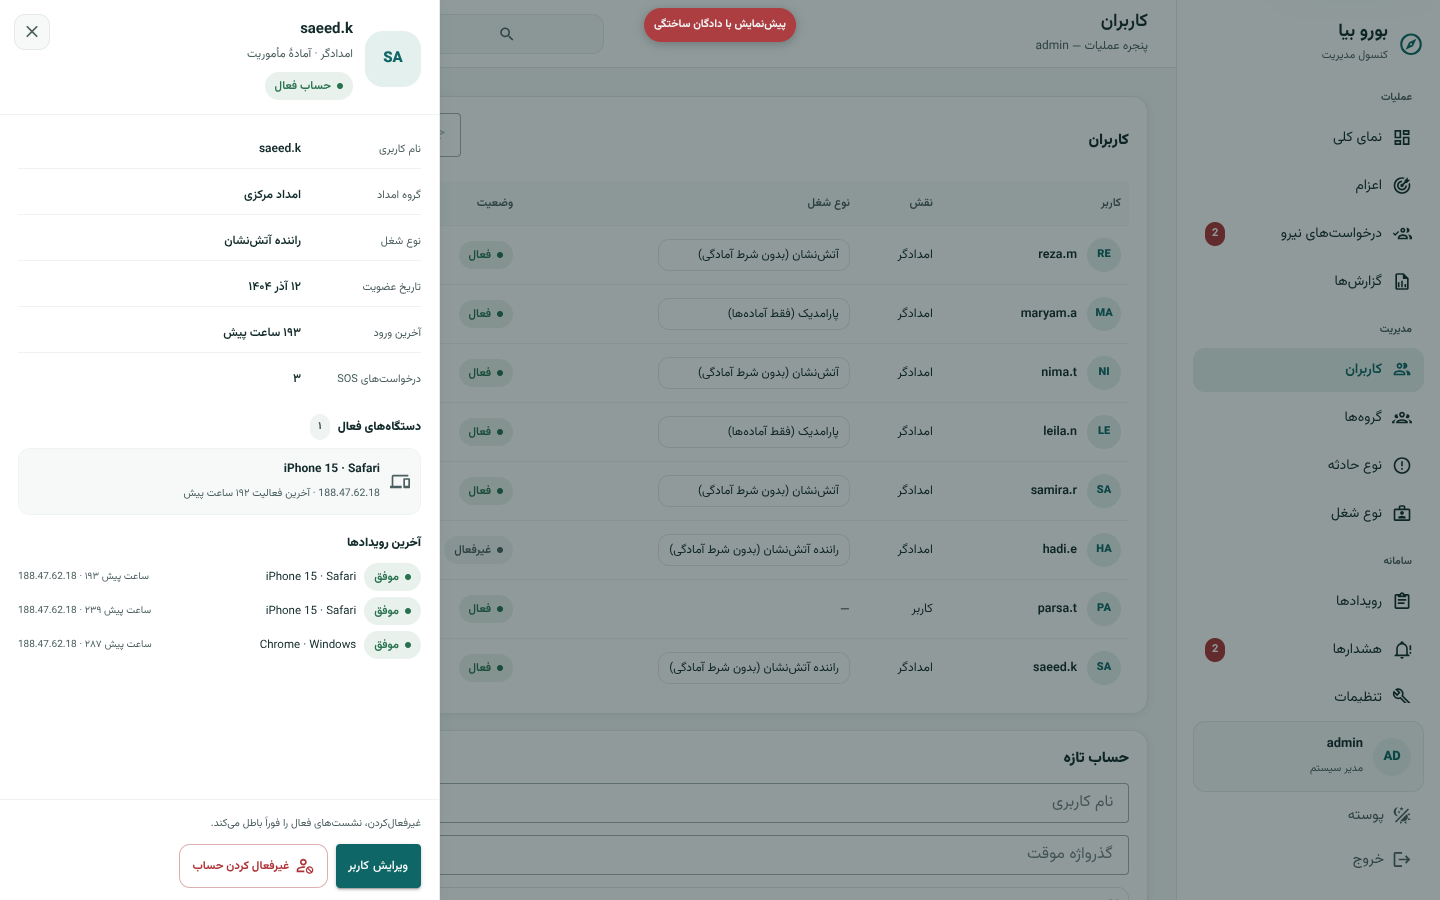 بورو بیا
کنسول مدیریت
عملیات
نمای کلی
اعزام
درخواست‌های نیرو
2
گزارش‌ها
مدیریت
کاربران
گروه‌ها
نوع حادثه
نوع شغل
سامانه
رویدادها
هشدارها
2
تنظیمات
AD
admin
مدیر سیستم
پوسته
خروج
کاربران
پنجره عملیات — admin
پیش‌نمایش با دادگان ساختگی
کاربران
کاربر
نقش
نوع شغل
وضعیت
RE reza.m امدادگر آتش‌نشان (بدون شرط آمادگی) فعال
MA maryam.a امدادگر پارامدیک (فقط آماده‌ها) فعال
NI nima.t امدادگر آتش‌نشان (بدون شرط آمادگی) فعال
LE leila.n امدادگر پارامدیک (فقط آماده‌ها) فعال
SA samira.r امدادگر آتش‌نشان (بدون شرط آمادگی) فعال
HA hadi.e امدادگر راننده آتش‌نشان (بدون شرط آمادگی) غیرفعال
PA parsa.t کاربر — فعال
SA saeed.k امدادگر راننده آتش‌نشان (بدون شرط آمادگی) فعال
حساب تازه
نام کاربری
گذرواژه موقت
SA
saeed.k
امدادگر · آمادهٔ مأموریت
حساب فعال
نام کاربری saeed.k
گروه امداد امداد مرکزی
نوع شغل راننده آتش‌نشان
تاریخ عضویت ۱۲ آذر ۱۴۰۴
آخرین ورود ۱۹۳ ساعت پیش
درخواست‌های SOS ۳
دستگاه‌های فعال ۱
iPhone 15 · Safari
188.47.62.18 · آخرین فعالیت ۱۹۲ ساعت پیش
آخرین رویدادها
موفق iPhone 15 · Safari 188.47.62.18 · ۱۹۳ ساعت پیش
موفق iPhone 15 · Safari 188.47.62.18 · ۲۳۹ ساعت پیش
موفق Chrome · Windows 188.47.62.18 · ۲۸۷ ساعت پیش
غیرفعال‌کردن، نشست‌های فعال را فوراً باطل می‌کند.
ویرایش کاربر
غیرفعال کردن حساب